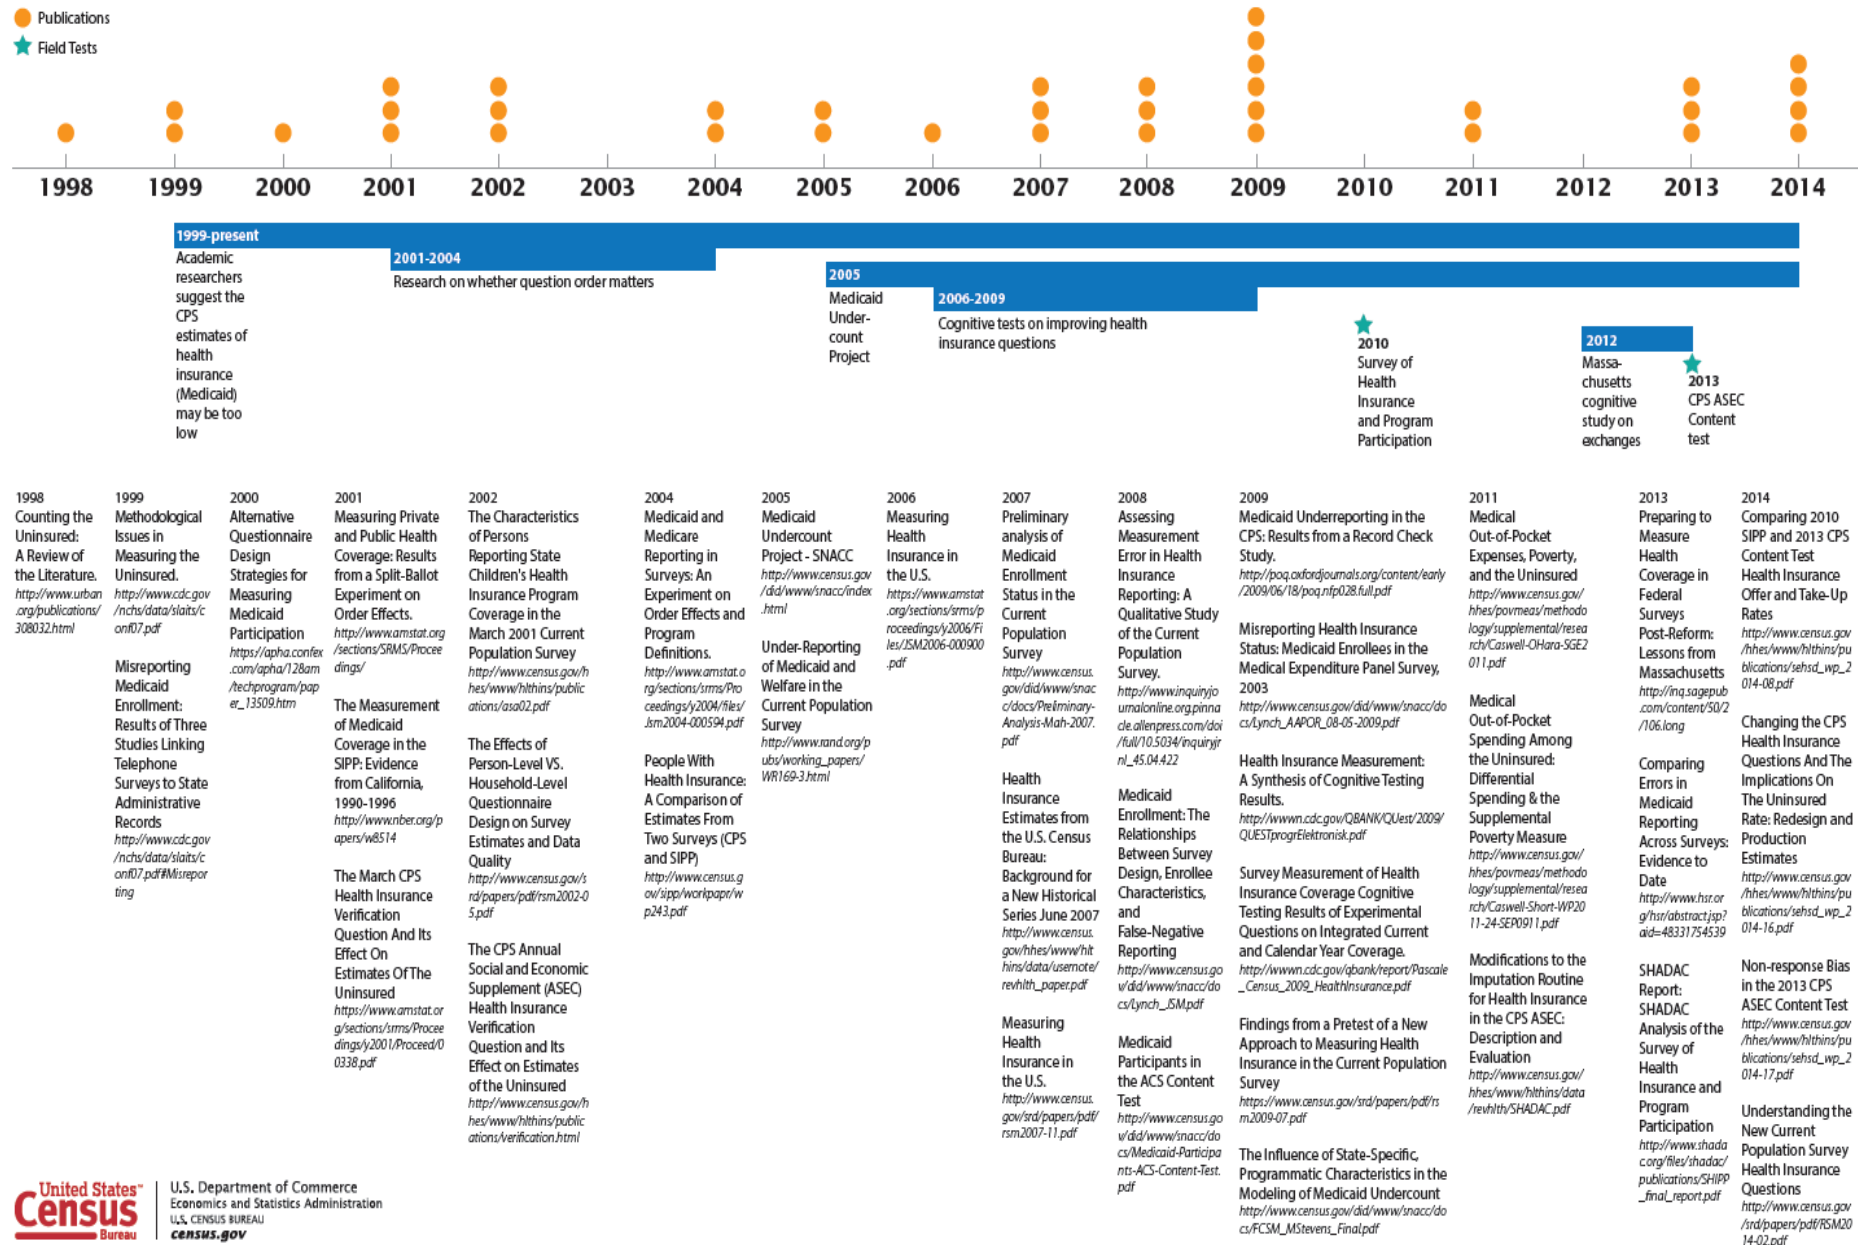 Publications
Field Tests
1998 1999 2000 2001 2002 2003 2004 2005 2006 2007 2008 2009 2010 2011 2012 2013 2014
1999-present
Academic
researchers
suggest the
CPS
estimates of
health
insurance
(Medicaid)
may be too
low
2001-2004
Research on whether question order matters
2005
Medicaid
Under-
count
Project
2006-2009
Cognitive tests on improving health
insurance questions
2010
Survey of
Health
Insurance
and Program
Participation
2012
Massa-
chusetts
cognitive
study on
exchanges
2013
CPS ASEC
Content
test
1998
Counting the
Uninsured:
A Review of
the Literature.
http://www.urban
.org/publications/
308032.html
1999
Methodological
Issues in
Measuring the
Uninsured.
http://www.cdc.gov
/nchs/data/slaits/c
onf07.pdf
Misreporting
Medicaid
Enrollment:
Results of Three
Studies Linking
Telephone
Surveys to State
Administrative
Records
http://www.cdc.gov
/nchs/data/slaits/c
onf07.pdf#Misrepor
ting
2000
Alternative
Questionnaire
Design
Strategies for
Measuring
Medicaid
Participation
https://apha.confex
.com/apha/128am
/techprogram/pap
er_13509.htm
2001
Measuring Private
and Public Health
Coverage: Results
from a Split-Ballot
Experiment on
Order Effects.
http://www.amstat.org
/sections/SRMS/Procee
dings/
The Measurement
of Medicaid
Coverage in the
SIPP: Evidence
from California,
1990-1996
http://www.nber.org/p
apers/w8514
The March CPS
Health Insurance
Verification
Question And Its
Effect On
Estimates Of The
Uninsured
https://www.amstat.or
g/sections/srms/Procee
dings/y2001/Proceed/0
0338.pdf
2002
The Characteristics
of Persons
Reporting State
Children's Health
Insurance Program
Coverage in the
March 2001 Current
Population Survey
http://www.census.gov/h
hes/www/hlthins/public
ations/asa02.pdf
The Effects of
Person-Level VS.
Household-Level
Questionnaire
Design on Survey
Estimates and Data
Quality
http://www.census.gov/s
rd/papers/pdf/rsm2002-0
5.pdf
The CPS Annual
Social and Economic
Supplement (ASEC)
Health Insurance
Verification
Question and Its
Effect on Estimates
of the Uninsured
http://www.census.gov/h
hes/www/hlthins/public
ations/verification.html
2004
Medicaid and
Medicare
Reporting in
Surveys: An
Experiment on
Order Effects and
Program
Definitions.
http://www.amstat.o
rg/sections/srms/Pro
ceedings/y2004/files/
Jsm2004-000594.pdf
People With
Health Insurance:
A Comparison of
Estimates From
Two Surveys (CPS
and SIPP)
http://www.census.g
ov/sipp/workpapr/w
p243.pdf
2005
Medicaid
Undercount
Project - SNACC
http://www.census.gov
/did/www/snacc/index
.html
Under-Reporting
of Medicaid and
Welfare in the
Current Population
Survey
http://www.rand.org/p
ubs/working_papers/
WR169-3.html
2006
Measuring
Health
Insurance in
the U.S.
https://www.amstat
.org/sections/srms/p
roceedings/y2006/Fi
les/JSM2006-000900
.pdf
2007
Preliminary
analysis of
Medicaid
Enrollment
Status in the
Current
Population
Survey
http://www.census.
gov/did/www/snac
c/docs/Preliminary-
Analysis-Mah-2007.
pdf
Health
Insurance
Estimates from
the U.S. Census
Bureau:
Background for
a New Historical
Series June 2007
http://www.census.
gov/hhes/www/hlt
hins/data/usernote/
revhlth_paper.pdf
Measuring
Health
Insurance in
the U.S.
http://www.census.
gov/srd/papers/pdf/
rsm2007-11.pdf
2008
Assessing
Measurement
Error in Health
Insurance
Reporting: A
Qualitative Study
of the Current
Population
Survey.
http://www.inquiryjo
urnalonline.org.pinna
cle.allenpress.com/doi
/full/10.5034/inquiryjr
nl_45.04.422
Medicaid
Enrollment: The
Relationships
Between Survey
Design, Enrollee
Characteristics,
and
False-Negative
Reporting
http://www.census.go
v/did/www/snacc/do
cs/Lynch_JSM.pdf
Medicaid
Participants in
the ACS Content
Test
http://www.census.go
v/did/www/snacc/do
cs/Medicaid-Participa
nts-ACS-Content-Test.
pdf
2009
Medicaid Underreporting in the
CPS: Results from a Record Check
Study.
http://poq.oxfordjournals.org/content/early
/2009/06/18/poq.nfp028.full.pdf
Misreporting Health Insurance
Status: Medicaid Enrollees in the
Medical Expenditure Panel Survey,
2003
http://www.census.gov/did/www/snacc/do
cs/Lynch_AAPOR_08-05-2009.pdf
Health Insurance Measurement:
A Synthesis of Cognitive Testing
Results.
http://wwwn.cdc.gov/QBANK/QUest/2009/
QUESTprogrElektronisk.pdf
Survey Measurement of Health
Insurance Coverage Cognitive
Testing Results of Experimental
Questions on Integrated Current
and Calendar Year Coverage.
http://wwwn.cdc.gov/qbank/report/Pascale
_Census_2009_HealthInsurance.pdf
Findings from a Pretest of a New
Approach to Measuring Health
Insurance in the Current Population
Survey
https://www.census.gov/srd/papers/pdf/rs
m2009-07.pdf
The Influence of State-Specific,
Programmatic Characteristics in the
Modeling of Medicaid Undercount
http://www.census.gov/did/www/snacc/do
cs/FCSM_MStevens_Final.pdf
2011
Medical
Out-of-Pocket
Expenses, Poverty,
and the Uninsured
http://www.census.gov/
hhes/povmeas/methodo
logy/supplemental/resea
rch/Caswell-OHara-SGE2
011.pdf
Medical
Out-of-Pocket
Spending Among
the Uninsured:
Differential
Spending & the
Supplemental
Poverty Measure
http://www.census.gov/
hhes/povmeas/methodo
logy/supplemental/resea
rch/Caswell-Short-WP20
11-24-SEP0911.pdf
Modifications to the
Imputation Routine
for Health Insurance
in the CPS ASEC:
Description and
Evaluation
http://www.census.gov/
hhes/www/hlthins/data
/revhlth/SHADAC.pdf
2013
Preparing to
Measure
Health
Coverage in
Federal
Surveys
Post-Reform:
Lessons from
Massachusetts
http://inq.sagepub
.com/content/50/2
/106.long
Comparing
Errors in
Medicaid
Reporting
Across Surveys:
Evidence to
Date
http://www.hsr.or
g/hsr/abstract.jsp?
aid=48331754539
SHADAC
Report:
SHADAC
Analysis of the
Survey of
Health
Insurance and
Program
Participation
http://www.shada
c.org/files/shadac/
publications/SHIPP
_final_report.pdf
2014
Comparing 2010
SIPP and 2013 CPS
Content Test
Health Insurance
Offer and Take-Up
Rates
http://www.census.gov
/hhes/www/hlthins/pu
blications/sehsd_wp_2
014-08.pdf
Changing the CPS
Health Insurance
Questions And The
Implications On
The Uninsured
Rate: Redesign and
Production
Estimates
http://www.census.gov
/hhes/www/hlthins/pu
blications/sehsd_wp_2
014-16.pdf
Non-response Bias
in the 2013 CPS
ASEC Content Test
http://www.census.gov
/hhes/www/hlthins/pu
blications/sehsd_wp_2
014-17.pdf
Understanding the
New Current
Population Survey
Health Insurance
Questions
http://www.census.gov
/srd/papers/pdf/RSM20
14-02.pdf
United States™
Census
Bureau
U.S. Department of Commerce
Economics and Statistics Administration
U.S. CENSUS BUREAU
census.gov